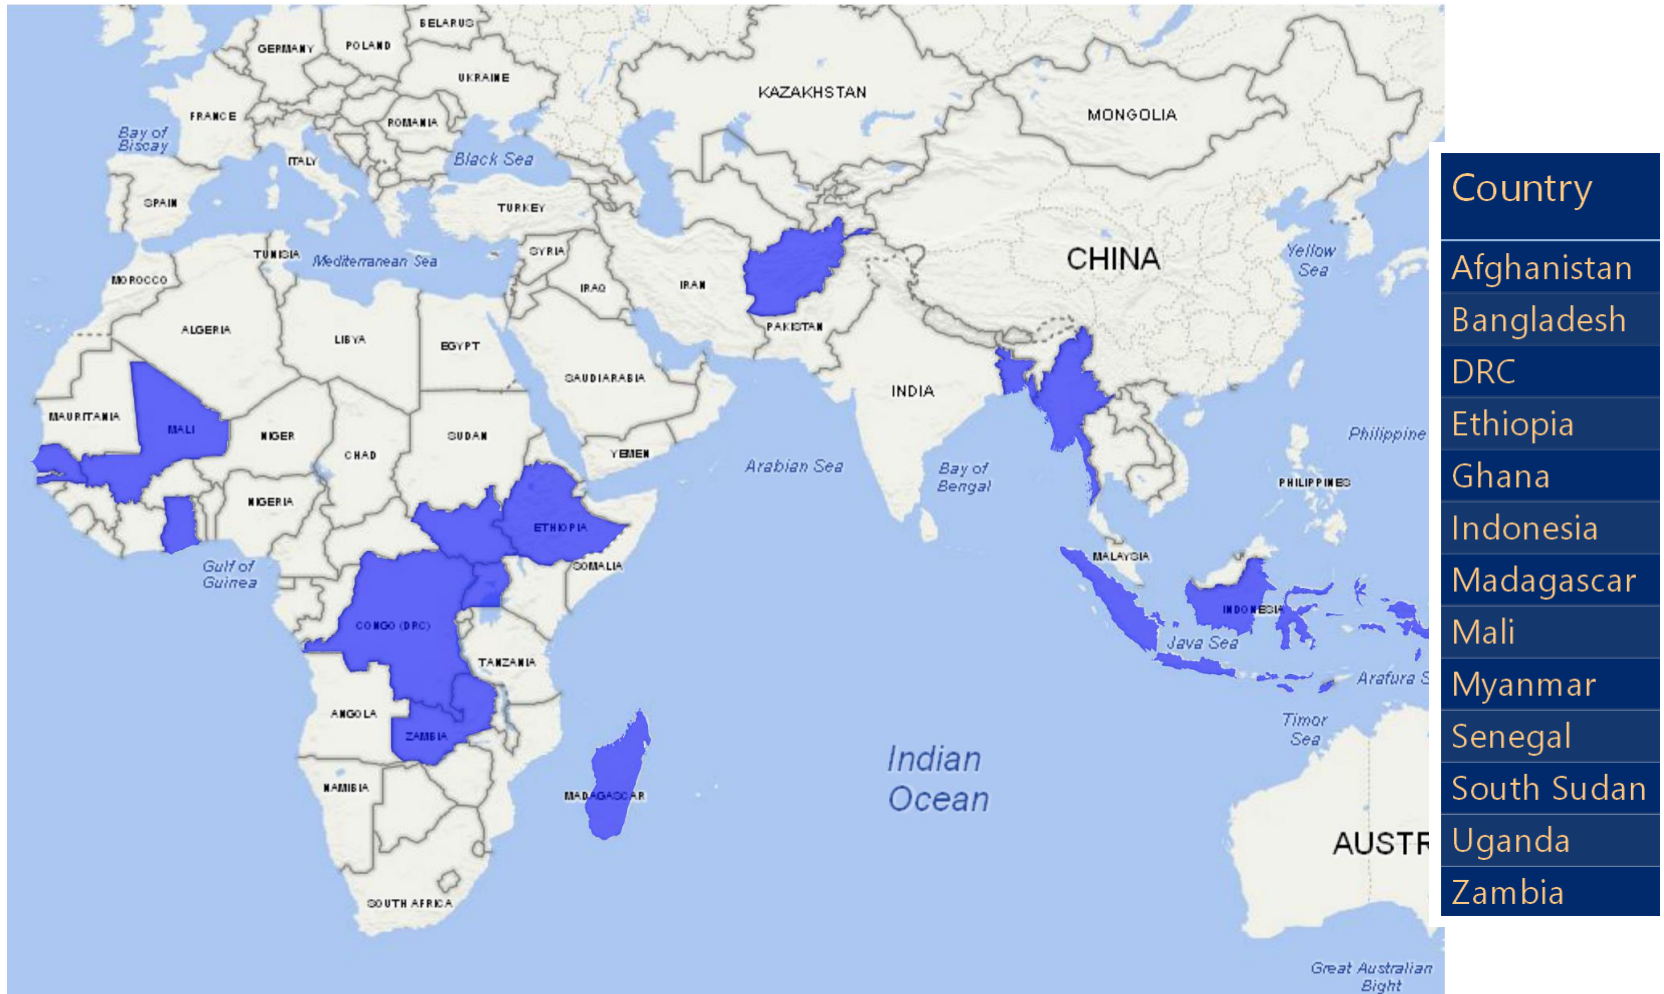 BELARUS
GERMANY
POLAND
UKRAINE
KAZAKHSTAN
MONGOLIA
FRANCE
ROMANIA
Bay of
Biscay
ITALY
Black Sea
SPAIN
TURKEY
TUNISIA
Mediterranean Sea
SYRIA
CHINA
Yellow
Sea
MOROCCO
IRAQ
IRAN
ALGERIA
LIBYA
EGYPT
PAKISTAN
SAUDI ARABIA
INDIA
MAURITANIA
MALI
NIGER
SUDAN
CHAD
YEMEN
Arabian Sea
Bay of
Bengal
Philippine
PHILIPPINES
NIGERIA
ETHIOPIA
Gulf of
Guinea
SOMALIA
MALAYSIA
CONGO (DRC)
INDONESIA
Java Sea
TANZANIA
Arafura S
ANGOLA
ZAMBIA
Timor
Sea
NAMIBIA
MADAGASCAR
Indian
Ocean
AUSTR
SOUTH AFRICA
Great Australian
Bight
Country
Afghanistan
Bangladesh
DRC
Ethiopia
Ghana
Indonesia
Madagascar
Mali
Myanmar
Senegal
South Sudan
Uganda
Zambia